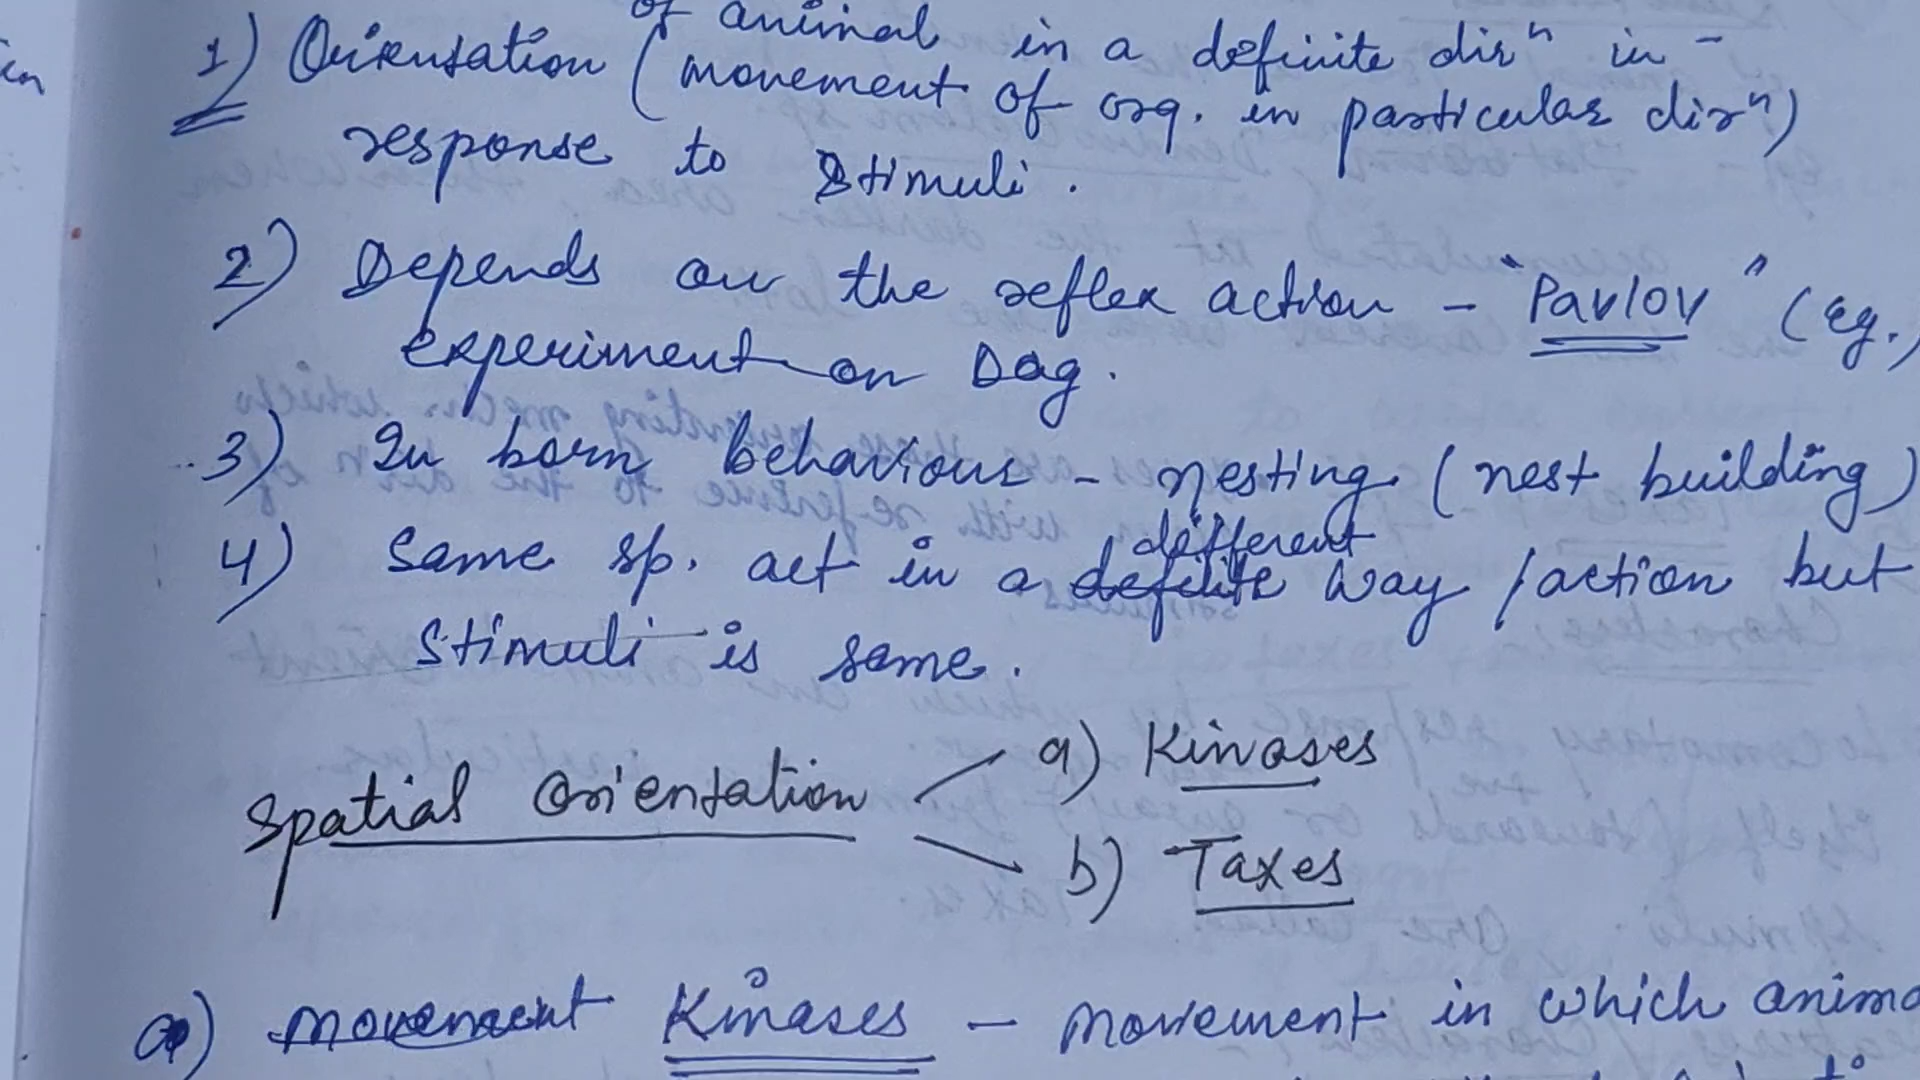 of animal in a definite dirⁿ in -
1) Orientation (movement of org. in particular dirⁿ)
response to stimuli.
2) Depends on the reflex action - "Pavlov" (eg.)
experiment on Dog.
3) In born behaviour - nesting (nest building)
different
4) Same sp. act in a definite way / action but
stimuli is same.
Spatial Orientation
a) Kinases
b) Taxes
a) movement Kinases - movement in which anima